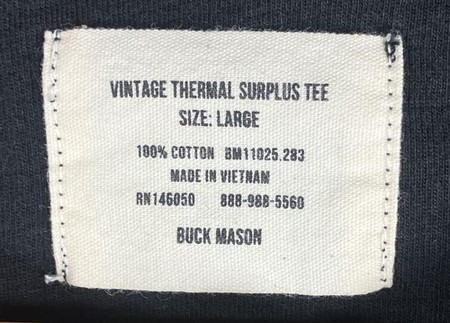 VINTAGE THERMAL SURPLUS TEE
SIZE: LARGE
100% COTTON BM11025.283
MADE IN VIETNAM
RN146050 888-988-5560
BUCK MASON